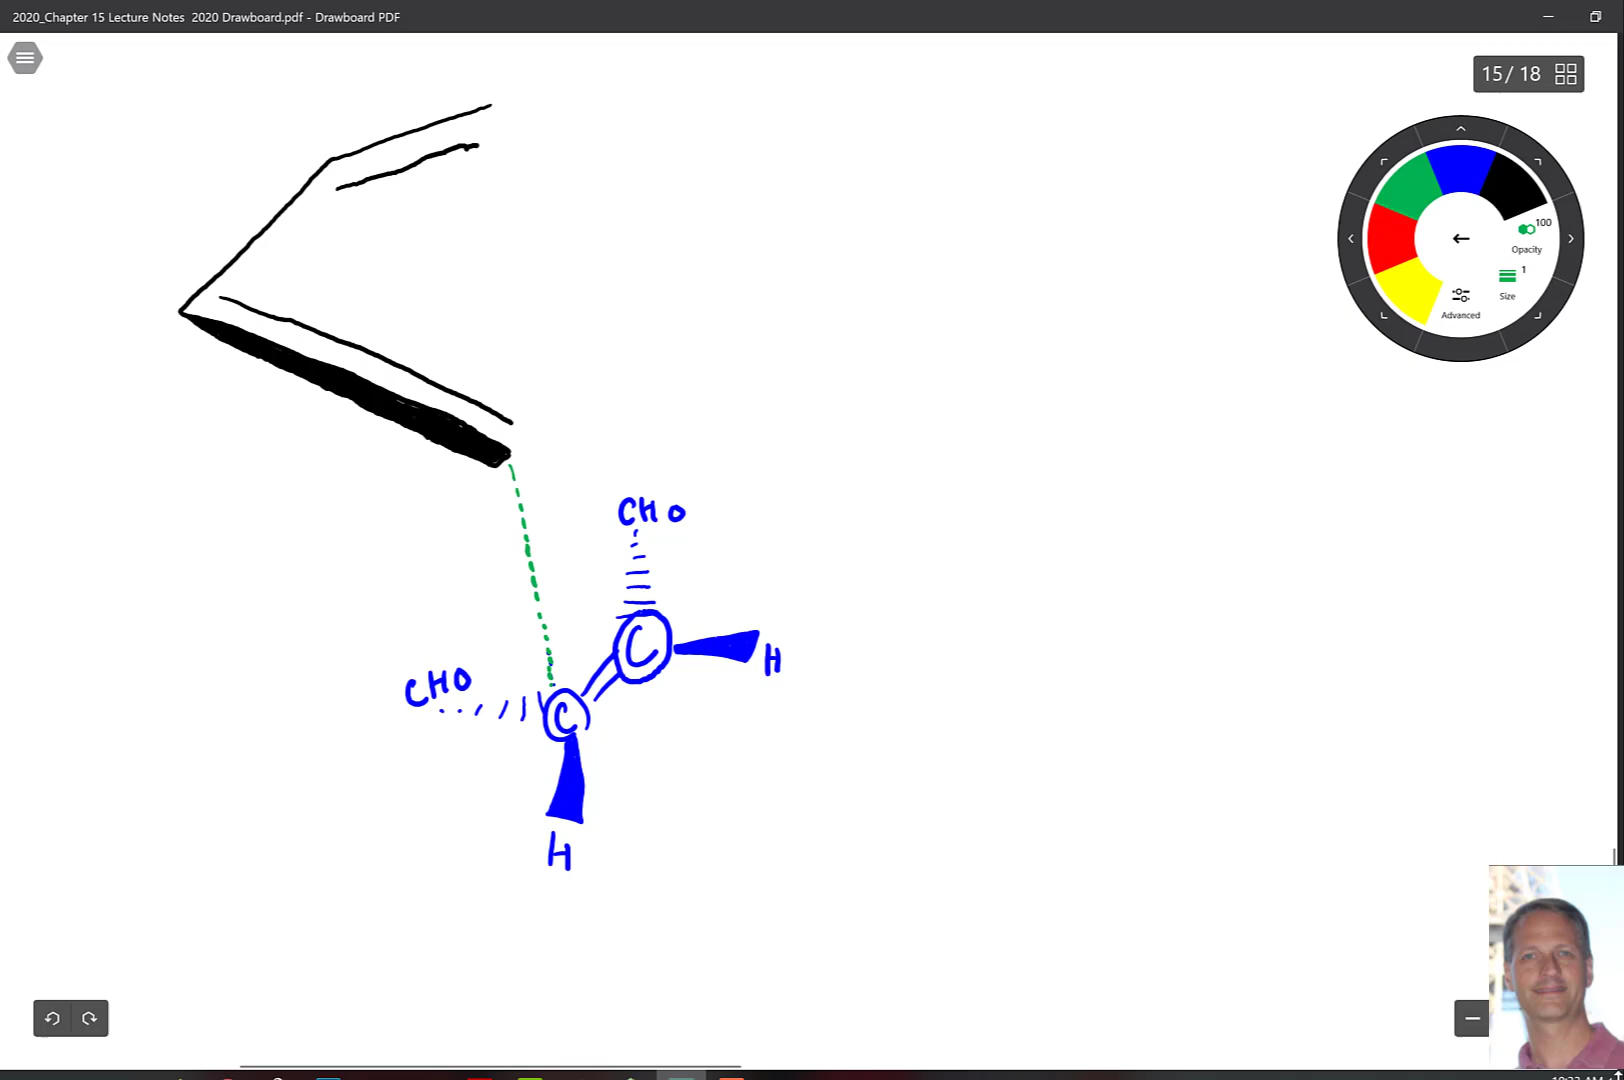 2020_Chapter 15 Lecture Notes 2020 Drawboard.pdf - Drawboard PDF
15/ 18
100
Opacity
1
Size
Advanced
CHO
C
H
CHO
C
H